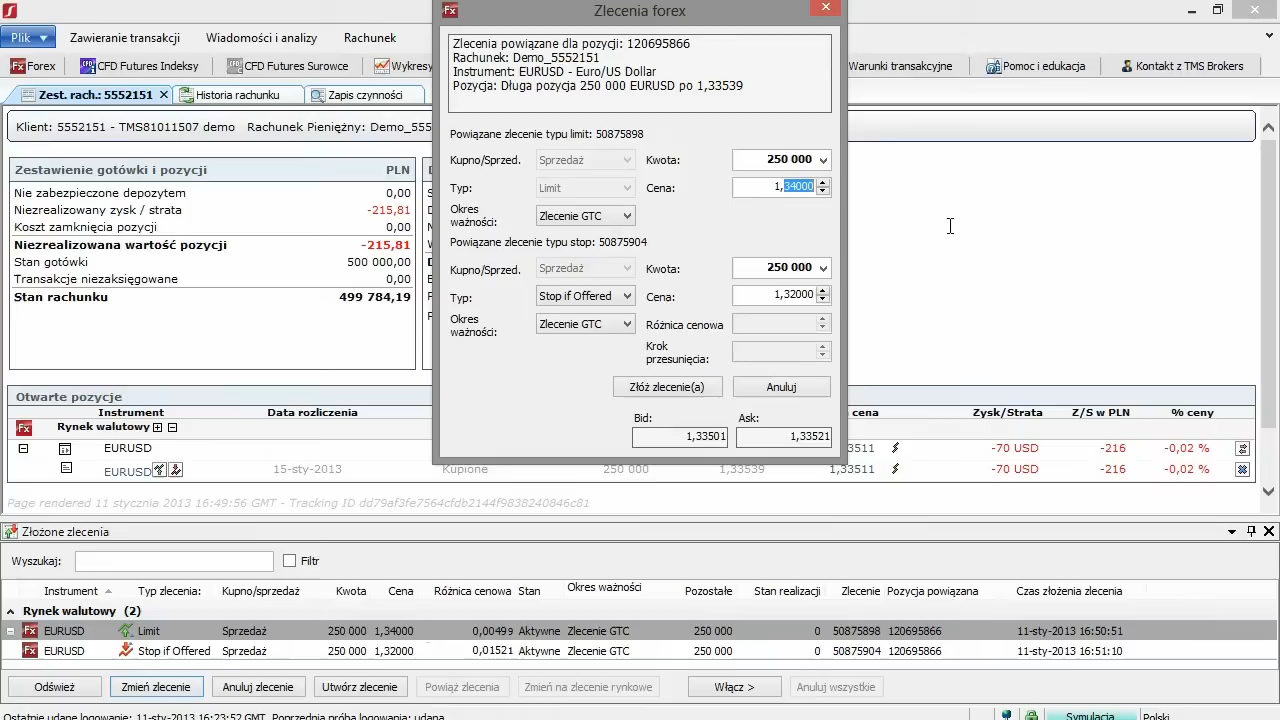 Zlecenia forex
Plik
Zawieranie transakcji
Wiadomości i analizy
Rachunek
Forex
CFD Futures Indeksy
CFD Futures Surowce
Wykresy
Warunki transakcyjne
Pomoc i edukacja
Kontakt z TMS Brokers
Zest. rach.: 5552151
Historia rachunku
Zapis czynności
Klient: 5552151 - TMS81011507 demo Rachunek Pieniężny: Demo_555
Zestawienie gotówki i pozycji PLN
Nie zabezpieczone depozytem 0,00
Niezrealizowany zysk / strata -215,81
Koszt zamknięcia pozycji 0,00
Niezrealizowana wartość pozycji -215,81
Stan gotówki 500 000,00
Transakcje niezaksięgowane 0,00
Stan rachunku 499 784,19
Zlecenia powiązane dla pozycji: 120695866
Rachunek: Demo_5552151
Instrument: EURUSD - Euro/US Dollar
Pozycja: Długa pozycja 250 000 EURUSD po 1,33539
Powiązane zlecenie typu limit: 50875898
Kupno/Sprzed. Sprzedaż Kwota: 250 000
Typ: Limit Cena: 1,34000
Okres ważności: Zlecenie GTC
Powiązane zlecenie typu stop: 50875904
Kupno/Sprzed. Sprzedaż Kwota: 250 000
Typ: Stop if Offered Cena: 1,32000
Okres ważności: Zlecenie GTC Różnica cenowa
Krok przesunięcia:
Złóż zlecenie(a) Anuluj
Bid: Ask:
1,33501 1,33521
Otwarte pozycje
Instrument Data rozliczenia cena Zysk/Strata Z/S w PLN % ceny
Rynek walutowy
EURUSD 33511 -70 USD -216 -0,02 %
EURUSD 15-sty-2013 Kupione 250 000 1,33539 1,33511 -70 USD -216 -0,02 %
Page rendered 11 stycznia 2013 16:49:56 GMT - Tracking ID dd79af3fe7564cfdb2144f9838240846c81
Złożone zlecenia
Wyszukaj: Filtr
Instrument Typ zlecenia: Kupno/sprzedaż Kwota Cena Różnica cenowa Stan Okres ważności Pozostałe Stan realizacji Zlecenie Pozycja powiązana Czas złożenia zlecenia
Rynek walutowy (2)
EURUSD Limit Sprzedaż 250 000 1,34000 0,00499 Aktywne Zlecenie GTC 250 000 0 50875898 120695866 11-sty-2013 16:50:51
EURUSD Stop if Offered Sprzedaż 250 000 1,32000 0,01521 Aktywne Zlecenie GTC 250 000 0 50875904 120695866 11-sty-2013 16:51:10
Odśwież Zmień zlecenie Anuluj zlecenie Utwórz zlecenie Powiąż zlecenia Zmień na zlecenie rynkowe Włącz > Anuluj wszystkie
Ostatnie udane logowanie: 11-sty-2013 16:23:52 GMT Poprzednia próba logowania: udana Symulacja Polski